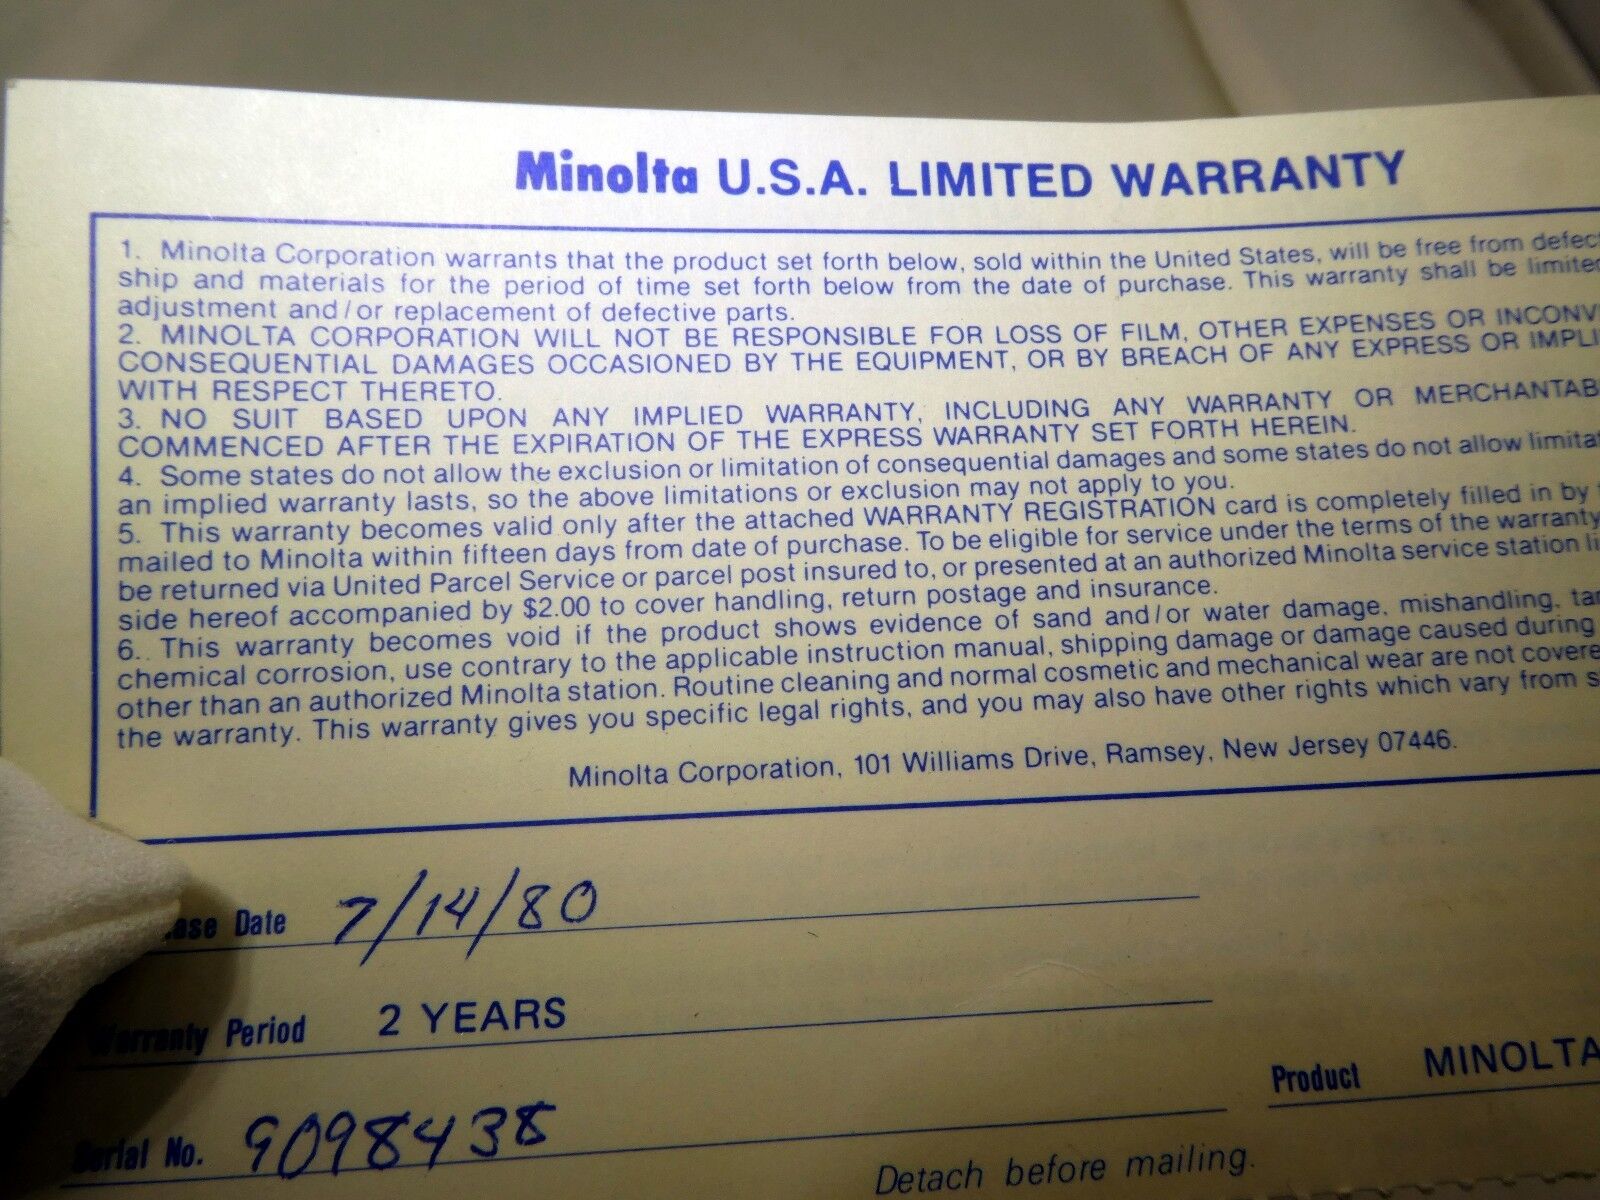 Minolta U.S.A. LIMITED WARRANTY
1. Minolta Corporation warrants that the product set forth below, sold within the United States, will be free from defec
ship and materials for the period of time set forth below from the date of purchase. This warranty shall be limite
adjustment and/or replacement of defective parts.
2. MINOLTA CORPORATION WILL NOT BE RESPONSIBLE FOR LOSS OF FILM, OTHER EXPENSES OR INCONV
CONSEQUENTIAL DAMAGES OCCASIONED BY THE EQUIPMENT, OR BY BREACH OF ANY EXPRESS OR IMPLI
WITH RESPECT THERETO.
3. NO SUIT BASED UPON ANY IMPLIED WARRANTY, INCLUDING ANY WARRANTY OR MERCHANTAB
COMMENCED AFTER THE EXPIRATION OF THE EXPRESS WARRANTY SET FORTH HEREIN.
4. Some states do not allow the exclusion or limitation of consequential damages and some states do not allow limita
an implied warranty lasts, so the above limitations or exclusion may not apply to you.
5. This warranty becomes valid only after the attached WARRANTY REGISTRATION card is completely filled in by
mailed to Minolta within fifteen days from date of purchase. To be eligible for service under the terms of the warranty
be returned via United Parcel Service or parcel post insured to, or presented at an authorized Minolta service station li
side hereof accompanied by $2.00 to cover handling, return postage and insurance.
6. This warranty becomes void if the product shows evidence of sand and/or water damage, mishandling, tam
chemical corrosion, use contrary to the applicable instruction manual, shipping damage or damage caused during
other than an authorized Minolta station. Routine cleaning and normal cosmetic and mechanical wear are not covere
the warranty. This warranty gives you specific legal rights, and you may also have other rights which vary from s
Minolta Corporation, 101 Williams Drive, Ramsey, New Jersey 07446.
ase Date 7/14/80
Warranty Period 2 YEARS
Product MINOLTA
Serial No. 9098438
Detach before mailing.